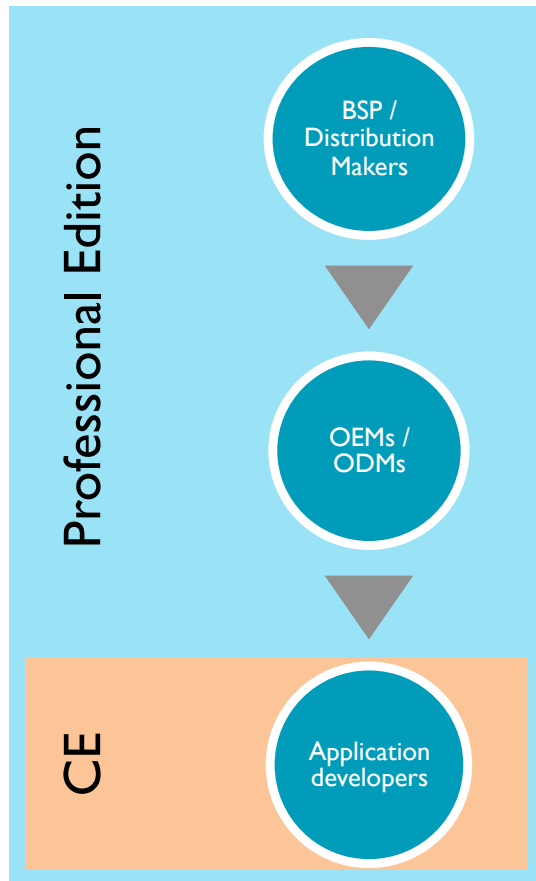 Professional Edition
BSP /
Distribution
Makers
OEMs /
ODMs
CE
Application
developers